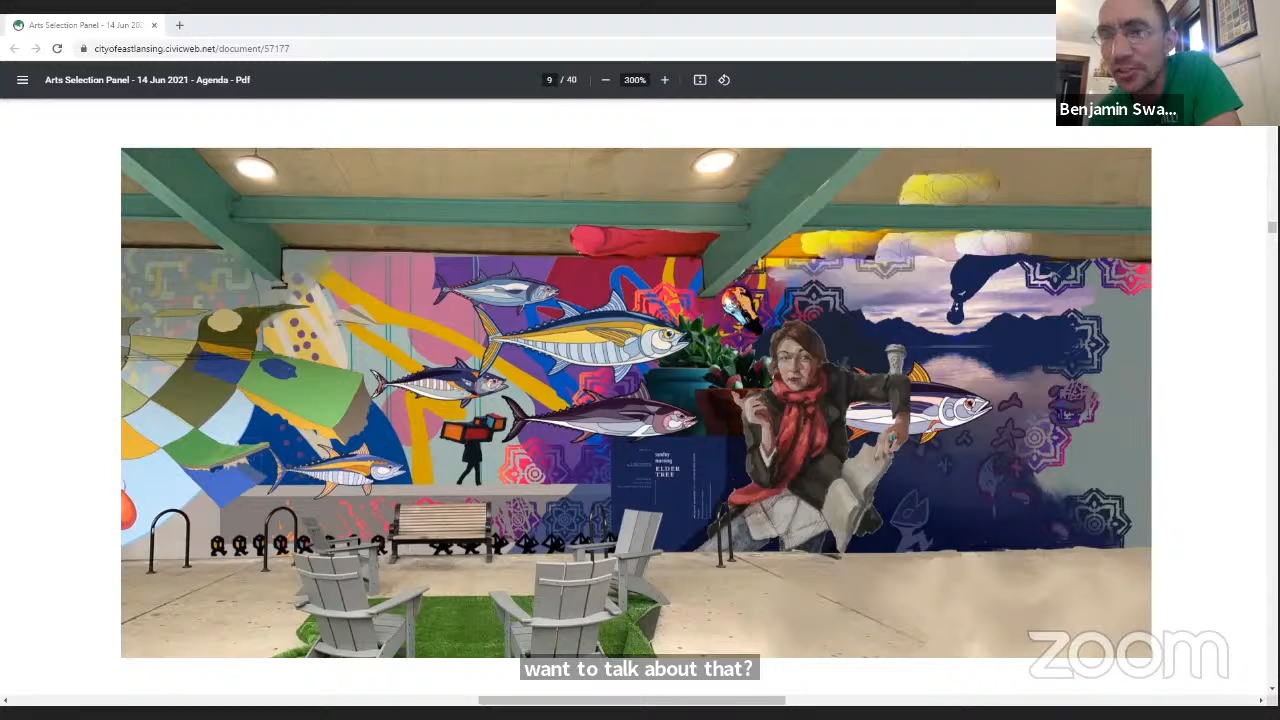 Arts Selection Panel - 14 Jun 202
cityofeastlansing.civicweb.net/document/57177
Arts Selection Panel - 14 Jun 2021 - Agenda - Pdf
9 / 40
300%
Benjamin Swa...
sunday
morning
ELDER
TREE
want to talk about that?
zoom